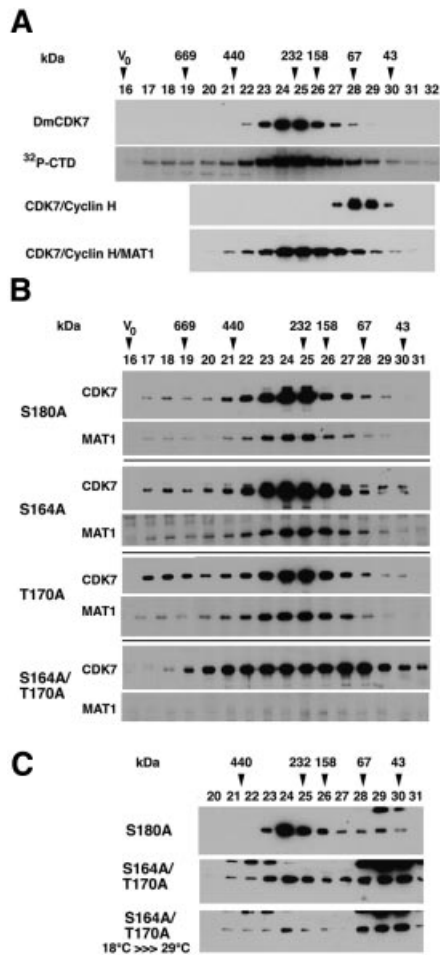 A
kDa V0 669 440 232 158 67 43
16 17 18 19 20 21 22 23 24 25 26 27 28 29 30 31 32
DmCDK7
32P-CTD
CDK7/Cyclin H
CDK7/Cyclin H/MAT1
B
kDa V0 669 440 232 158 67 43
16 17 18 19 20 21 22 23 24 25 26 27 28 29 30 31
CDK7
S180A
MAT1
CDK7
S164A
MAT1
CDK7
T170A
MAT1
CDK7
S164A/
T170A
MAT1
C
kDa 440 232 158 67 43
20 21 22 23 24 25 26 27 28 29 30 31
S180A
S164A/
T170A
S164A/
T170A
18°C >>> 29°C